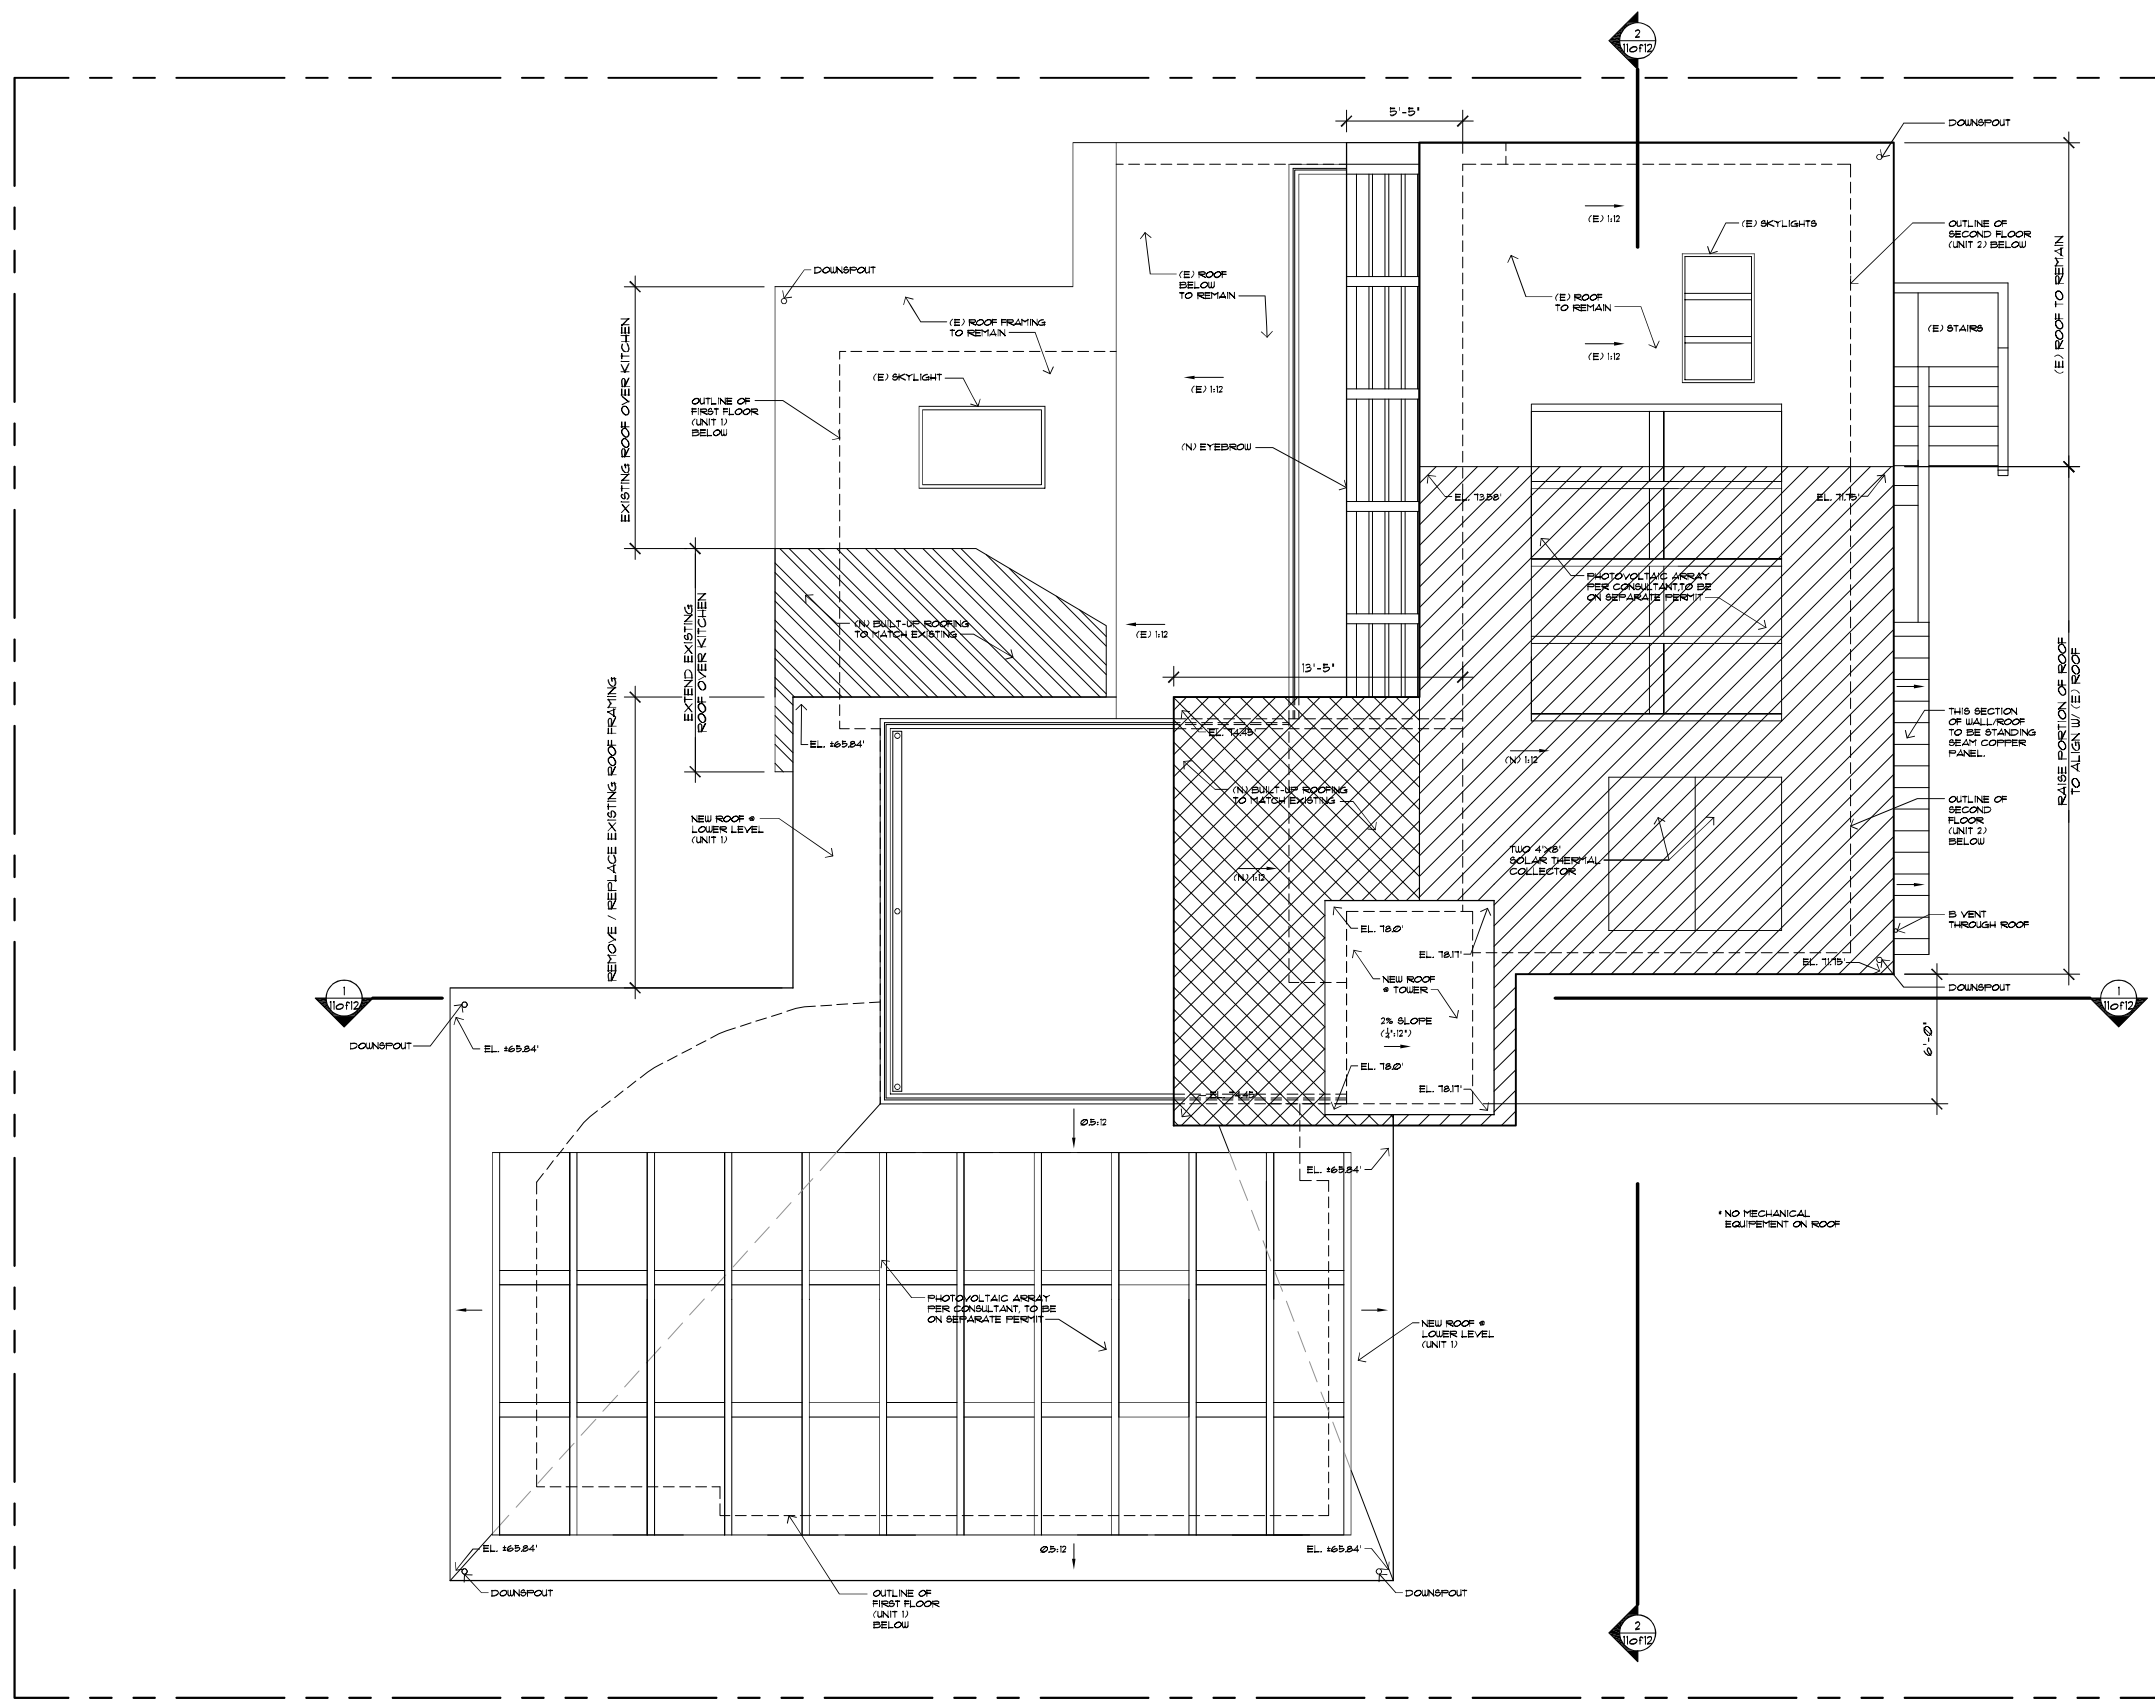 2
11of12
5'-5"
DOWNSPOUT
(E) 1:12
(E) SKYLIGHTS
OUTLINE OF
SECOND FLOOR
(UNIT 2) BELOW
(E) ROOF TO REMAIN
DOWNSPOUT
(E) ROOF
BELOW
TO REMAIN
(E) ROOF
TO REMAIN
(E) ROOF FRAMING
TO REMAIN
(E) STAIRS
(E) 1:12
EXISTING ROOF OVER KITCHEN
(E) SKYLIGHT
(E) 1:12
OUTLINE OF
FIRST FLOOR
(UNIT 1)
BELOW
(N) EYEBROW
EL. 73.58'
EL. 71.75'
PHOTOVOLTAIC ARRAY
PER CONSULTANT, TO BE
ON SEPARATE PERMIT
(N) BUILT-UP ROOFING
TO MATCH EXISTING
(E) 1:12
EXTEND EXISTING
ROOF OVER KITCHEN
13'-5"
RAISE PORTION OF ROOF
TO ALIGN W/ (E) ROOF
THIS SECTION
OF WALL/ROOF
TO BE STANDING
SEAM COPPER
PANEL.
EL. ±65.84'
EL. 74.45'
(N) 1:12
REMOVE / REPLACE EXISTING ROOF FRAMING
(N) BUILT-UP ROOFING
TO MATCH EXISTING
NEW ROOF @
LOWER LEVEL
(UNIT 1)
OUTLINE OF
SECOND
FLOOR
(UNIT 2)
BELOW
TWO 4'X8'
SOLAR THERMAL
COLLECTOR
(N) 1:12
B VENT
THROUGH ROOF
EL. 78.0'
EL. 78.17'
EL. 71.75'
NEW ROOF
@ TOWER
DOWNSPOUT
1
11of12
1
11of12
2% SLOPE
(¼":12")
6'-0"
DOWNSPOUT
EL. ±65.84'
EL. 78.0'
EL. 78.17'
EL. 74.45'
0.5:12
EL. ±65.84'
* NO MECHANICAL
EQUIPEMENT ON ROOF
PHOTOVOLTAIC ARRAY
PER CONSULTANT, TO BE
ON SEPARATE PERMIT
NEW ROOF @
LOWER LEVEL
(UNIT 1)
EL. ±65.84'
0.5:12
EL. ±65.84'
DOWNSPOUT
OUTLINE OF
FIRST FLOOR
(UNIT 1)
BELOW
DOWNSPOUT
2
11of12